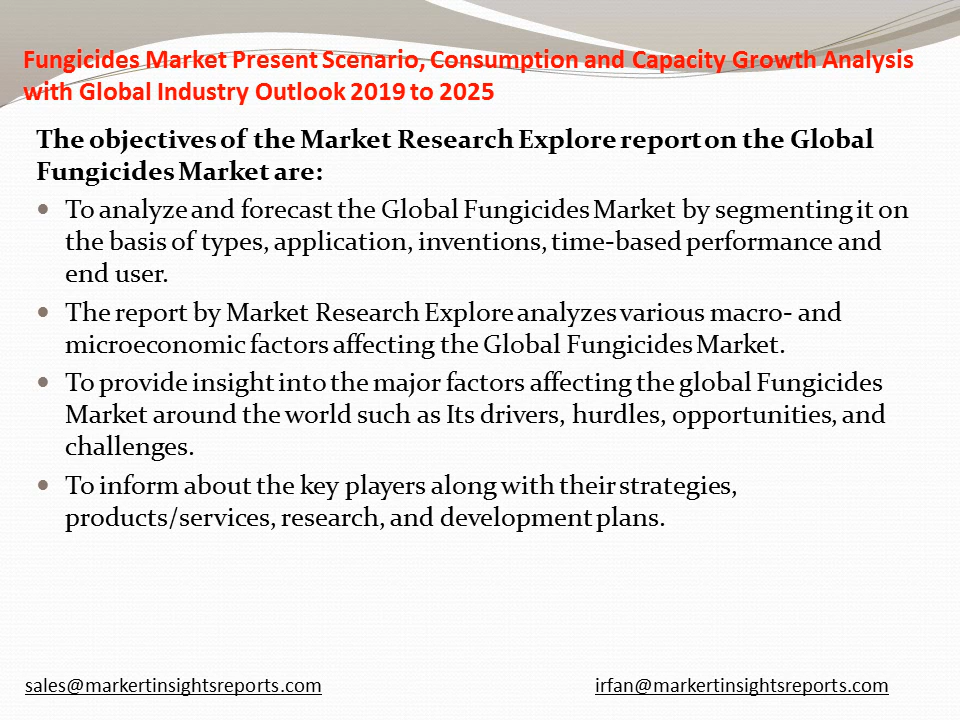 Fungicides Market Present Scenario, Consumption and Capacity Growth Analysis
with Global Industry Outlook 2019 to 2025
The objectives of the Market Research Explore report on the Global
Fungicides Market are:
• To analyze and forecast the Global Fungicides Market by segmenting it on
the basis of types, application, inventions, time-based performance and
end user.
• The report by Market Research Explore analyzes various macro- and
microeconomic factors affecting the Global Fungicides Market.
• To provide insight into the major factors affecting the global Fungicides
Market around the world such as Its drivers, hurdles, opportunities, and
challenges.
• To inform about the key players along with their strategies,
products/services, research, and development plans.
sales@markertinsightsreports.com irfan@markertinsightsreports.com